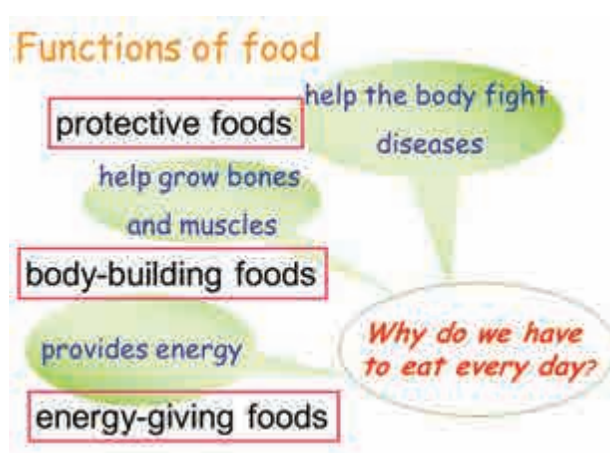 Functions of food
protective foods
help the body fight
diseases
help grow bones
and muscles
body-building foods
provides energy
energy-giving foods
Why do we have
to eat every day?